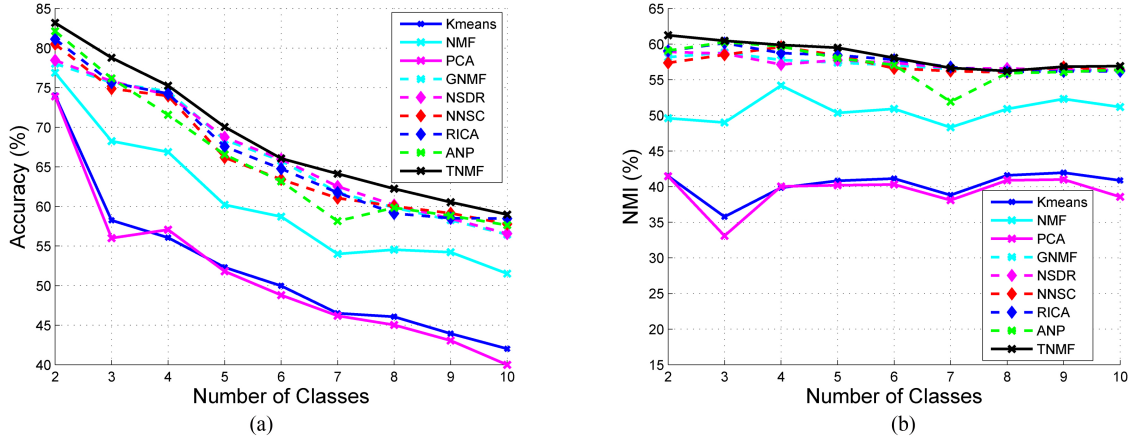 85
80
75
70
65
60
55
50
45
40
Accuracy (%)
2 3 4 5 6 7 8 9 10
Number of Classes
Kmeans
NMF
PCA
GNMF
NSDR
NNSC
RICA
ANP
TNMF
(a)
65
60
55
50
45
40
35
30
25
20
15
NMI (%)
2 3 4 5 6 7 8 9 10
Number of Classes
Kmeans
NMF
PCA
GNMF
NSDR
NNSC
RICA
ANP
TNMF
(b)